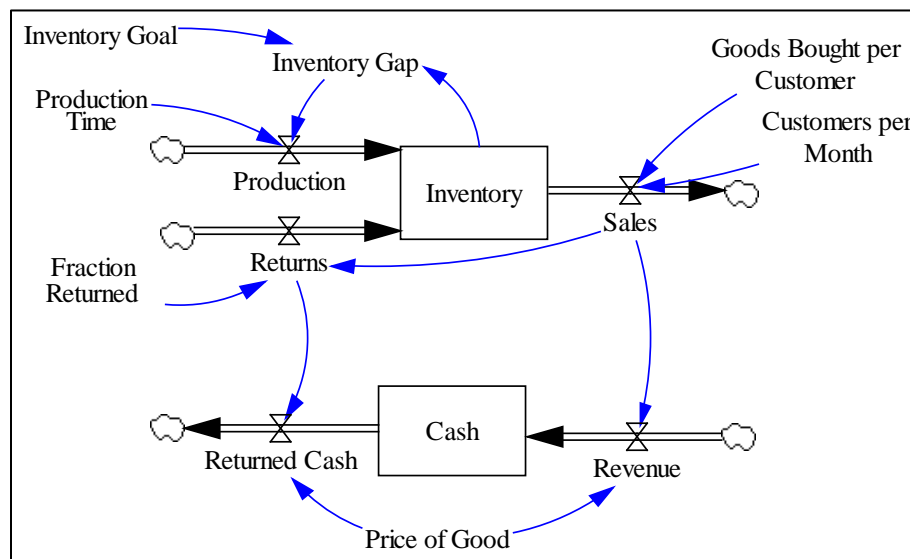 Inventory Goal
Inventory Gap
Goods Bought per
Customer
Production
Time
Customers per
Month
Production
Inventory
Sales
Returns
Fraction
Returned
Cash
Returned Cash
Revenue
Price of Good